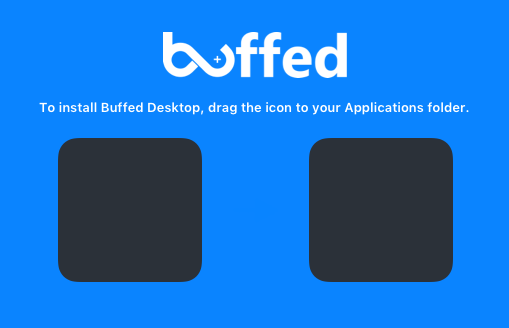 buffed
To install Buffed Desktop, drag the icon to your Applications folder.